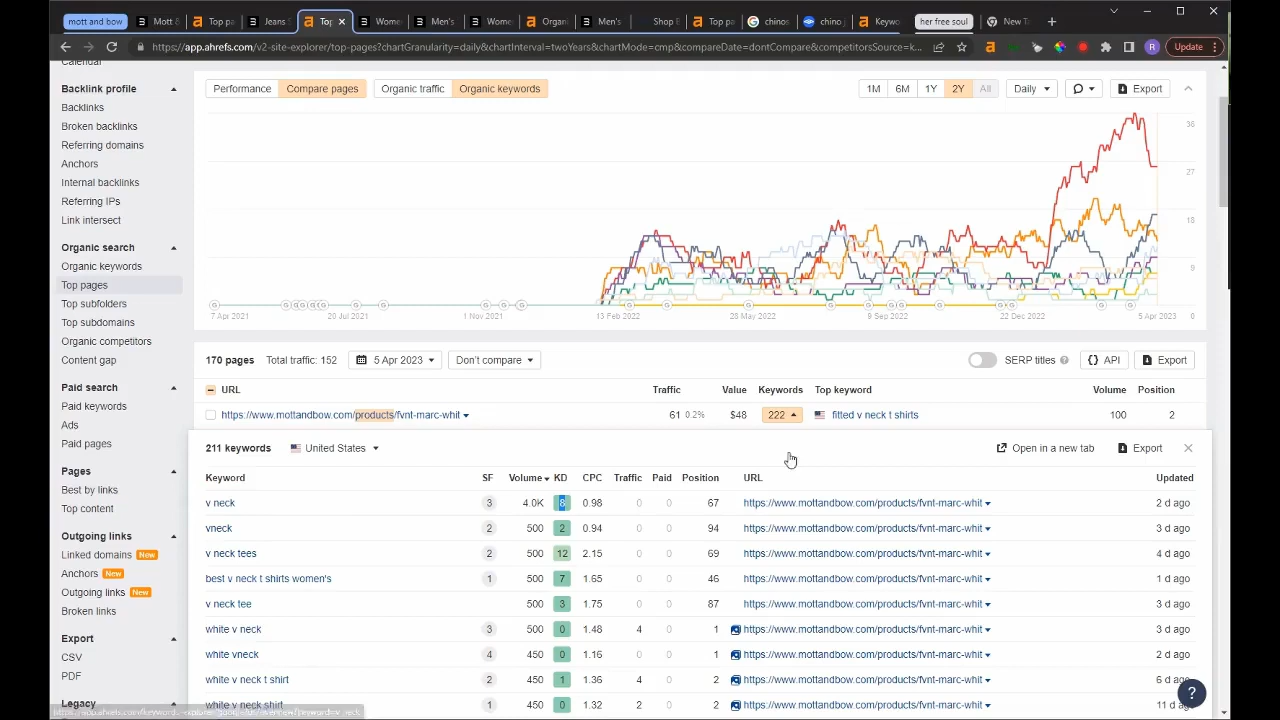 mott and bow Mott & Top pa Jeans S Top Women Men's Women Organi Men's Shop B Top pa chinos chino j Keywo her free soul New Ta
https://app.ahrefs.com/v2-site-explorer/top-pages?chartGranularity=daily&chartInterval=twoYears&chartMode=cmp&compareDate=dontCompare&competitorsSource=k... R Update
Calendar
Backlink profile
Backlinks
Broken backlinks
Referring domains
Anchors
Internal backlinks
Referring IPs
Link intersect
Organic search
Organic keywords
Top pages
Top subfolders
Top subdomains
Organic competitors
Content gap
Paid search
Paid keywords
Ads
Paid pages
Pages
Best by links
Top content
Outgoing links
Linked domains New
Anchors New
Outgoing links New
Broken links
Export
CSV
PDF
Legacy
Performance Compare pages Organic traffic Organic keywords 1M 6M 1Y 2Y All Daily Export
36
27
18
9
0
7 Apr 2021 20 Jul 2021 1 Nov 2021 13 Feb 2022 28 May 2022 9 Sep 2022 22 Dec 2022 5 Apr 2023
170 pages Total traffic: 152 5 Apr 2023 Don't compare SERP titles API Export
URL Traffic Value Keywords Top keyword Volume Position
https://www.mottandbow.com/products/fvnt-marc-whit 61 0.2% $48 222 fitted v neck t shirts 100 2
211 keywords United States Open in a new tab Export
Keyword SF Volume KD CPC Traffic Paid Position URL Updated
v neck 3 4.0K 8 0.98 0 0 67 https://www.mottandbow.com/products/fvnt-marc-whit 2 d ago
vneck 2 500 2 0.94 0 0 94 https://www.mottandbow.com/products/fvnt-marc-whit 3 d ago
v neck tees 2 500 12 2.15 0 0 69 https://www.mottandbow.com/products/fvnt-marc-whit 4 d ago
best v neck t shirts women's 1 500 7 1.65 0 0 46 https://www.mottandbow.com/products/fvnt-marc-whit 1 d ago
v neck tee 500 3 1.75 0 0 87 https://www.mottandbow.com/products/fvnt-marc-whit 3 d ago
white v neck 3 500 0 1.48 4 0 1 https://www.mottandbow.com/products/fvnt-marc-whit 3 d ago
white vneck 4 450 0 1.16 0 0 1 https://www.mottandbow.com/products/fvnt-marc-whit 2 d ago
white v neck t shirt 2 450 1 1.36 4 0 2 https://www.mottandbow.com/products/fvnt-marc-whit 6 d ago
white v neck shirt 2 450 0 1.32 2 0 2 https://www.mottandbow.com/products/fvnt-marc-whit 11 d ago